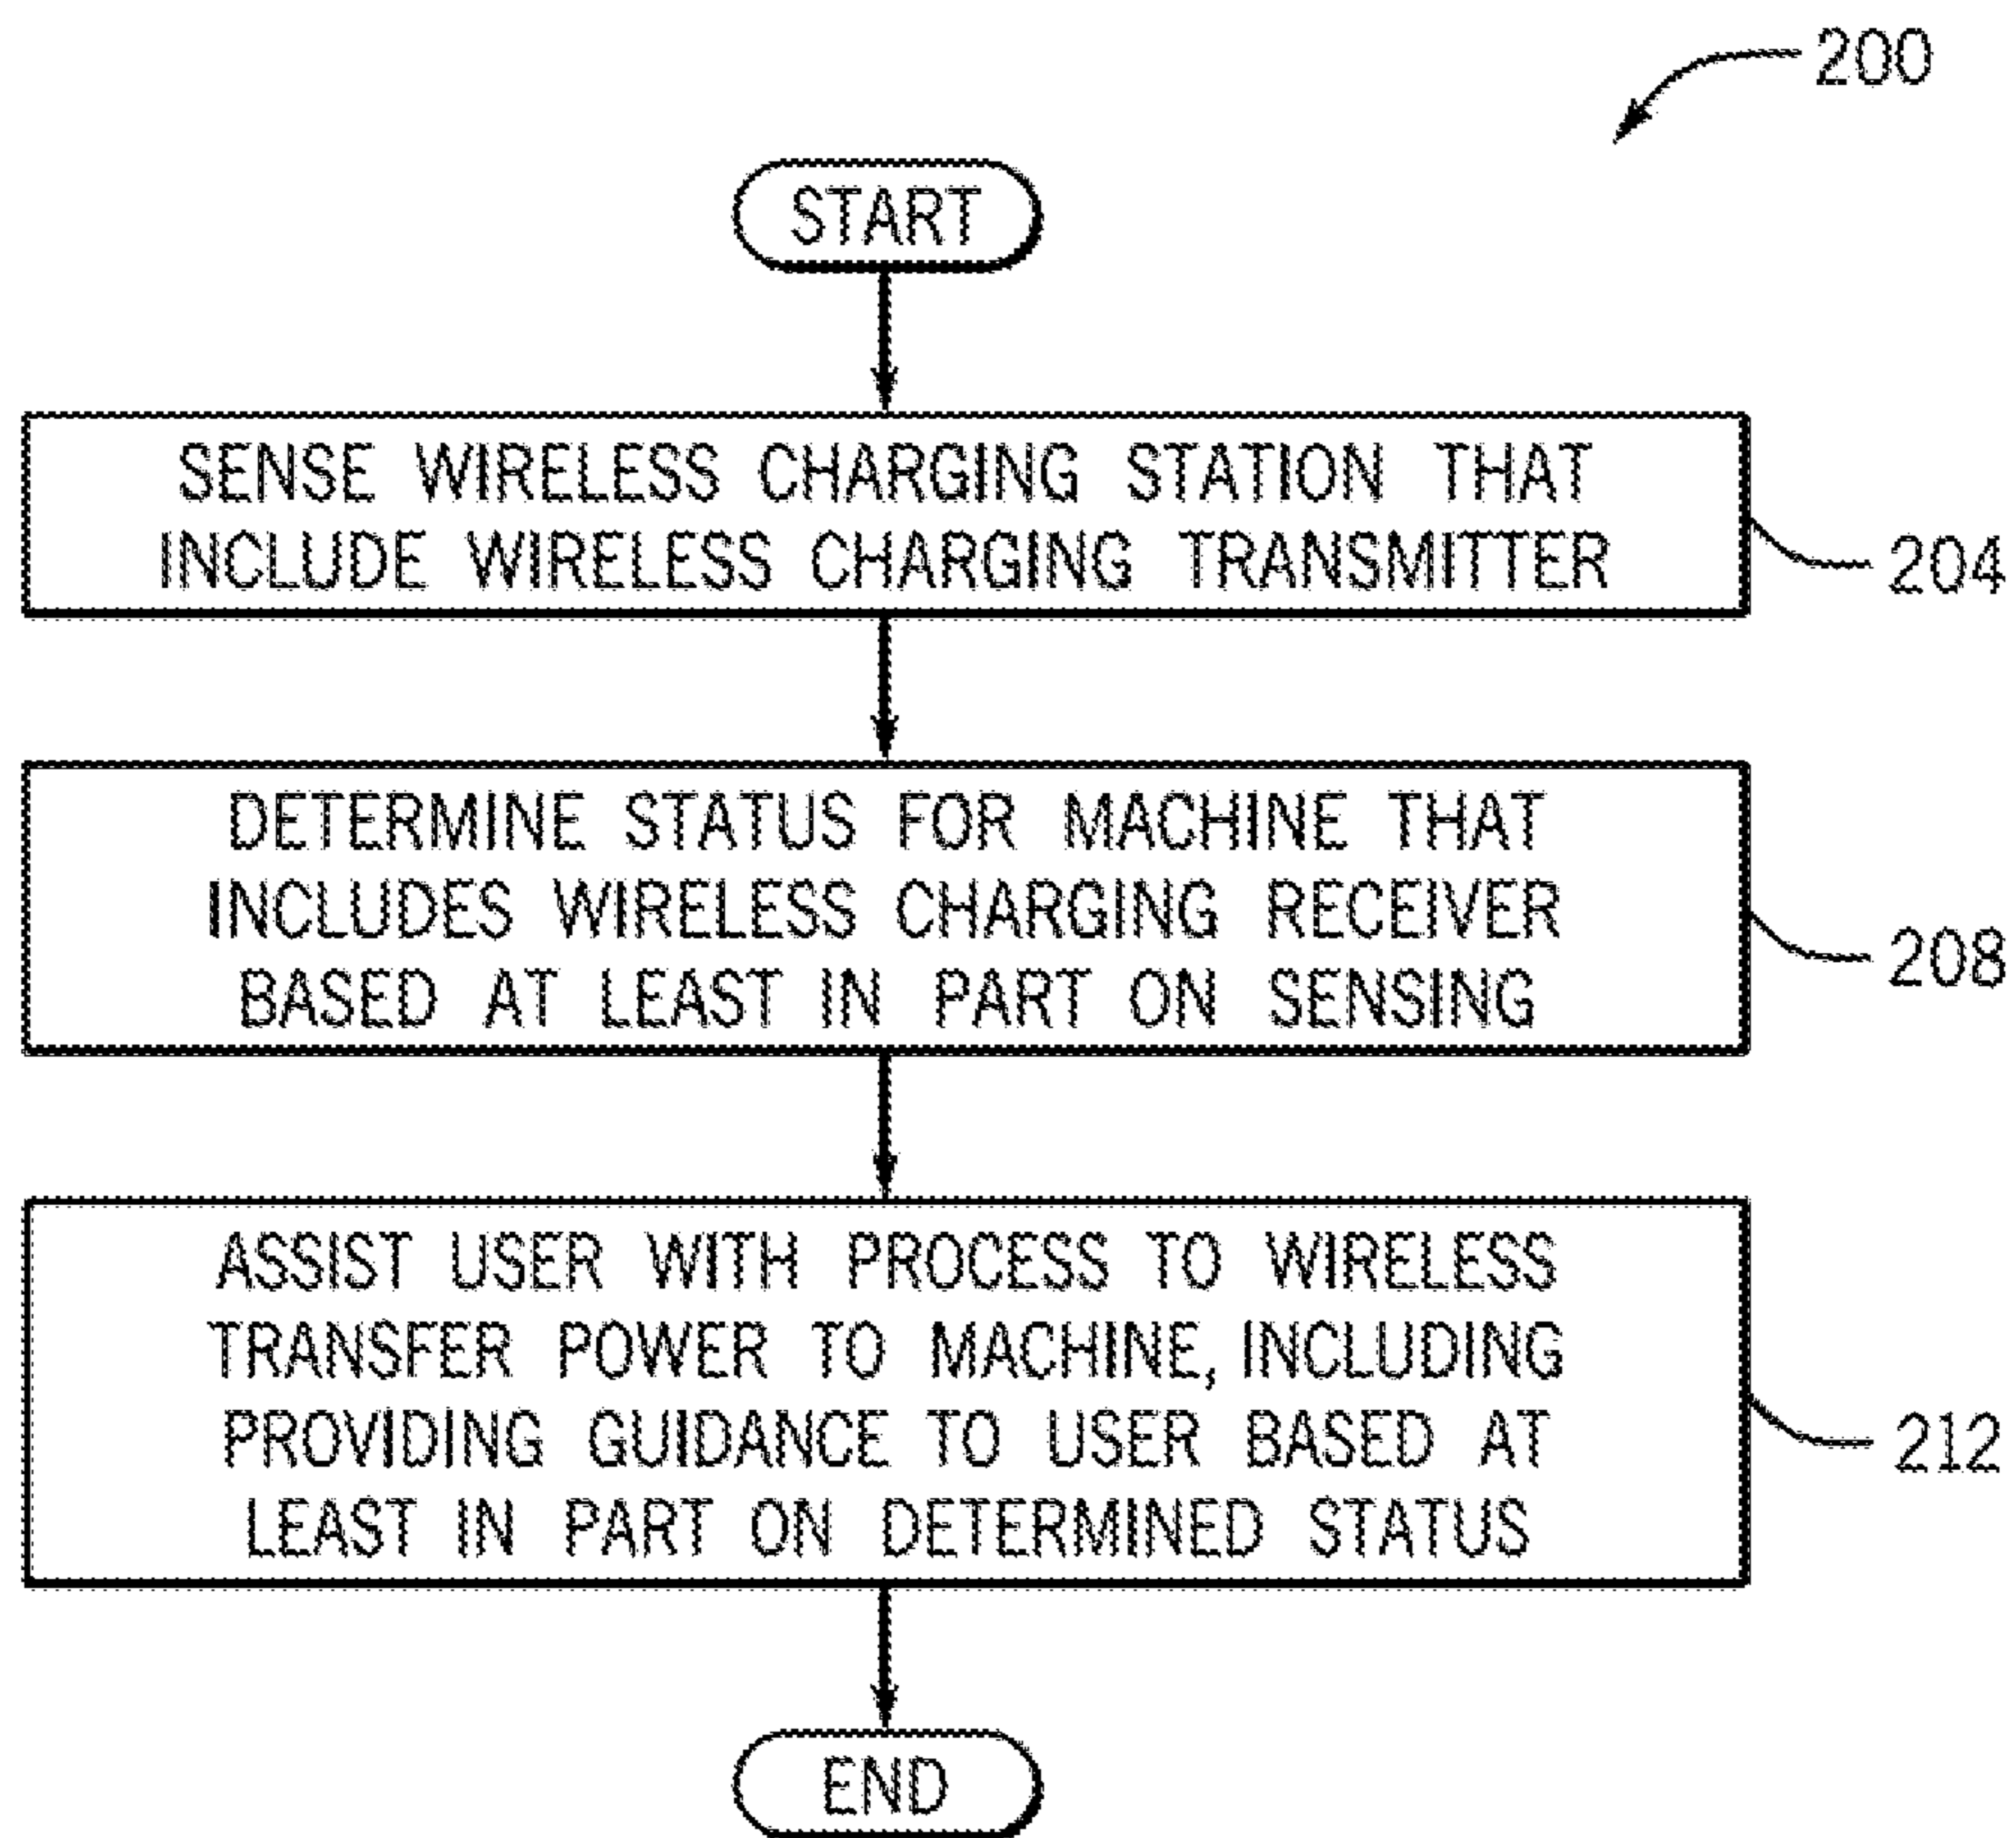 200
START
SENSE WIRELESS CHARGING STATION THAT
INCLUDE WIRELESS CHARGING TRANSMITTER
204
DETERMINE STATUS FOR MACHINE THAT
INCLUDES WIRELESS CHARGING RECEIVER
BASED AT LEAST IN PART ON SENSING
208
ASSIST USER WITH PROCESS TO WIRELESS
TRANSFER POWER TO MACHINE, INCLUDING
PROVIDING GUIDANCE TO USER BASED AT
LEAST IN PART ON DETERMINED STATUS
212
END